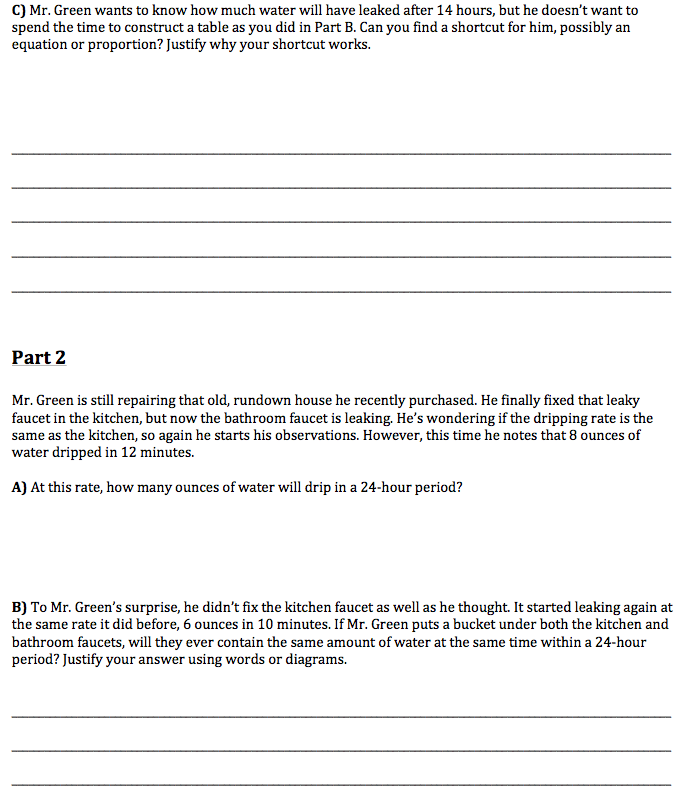 C) Mr. Green wants to know how much water will have leaked after 14 hours, but he doesn't want to
spend the time to construct a table as you did in Part B. Can you find a shortcut for him, possibly an
equation or proportion? Justify why your shortcut works.
Part 2
Mr. Green is still repairing that old, rundown house he recently purchased. He finally fixed that leaky
faucet in the kitchen, but now the bathroom faucet is leaking. He's wondering if the dripping rate is the
same as the kitchen, so again he starts his observations. However, this time he notes that 8 ounces of
water dripped in 12 minutes.
A) At this rate, how many ounces of water will drip in a 24-hour period?
B) To Mr. Green's surprise, he didn't fix the kitchen faucet as well as he thought. It started leaking again at
the same rate it did before, 6 ounces in 10 minutes. If Mr. Green puts a bucket under both the kitchen and
bathroom faucets, will they ever contain the same amount of water at the same time within a 24-hour
period? Justify your answer using words or diagrams.